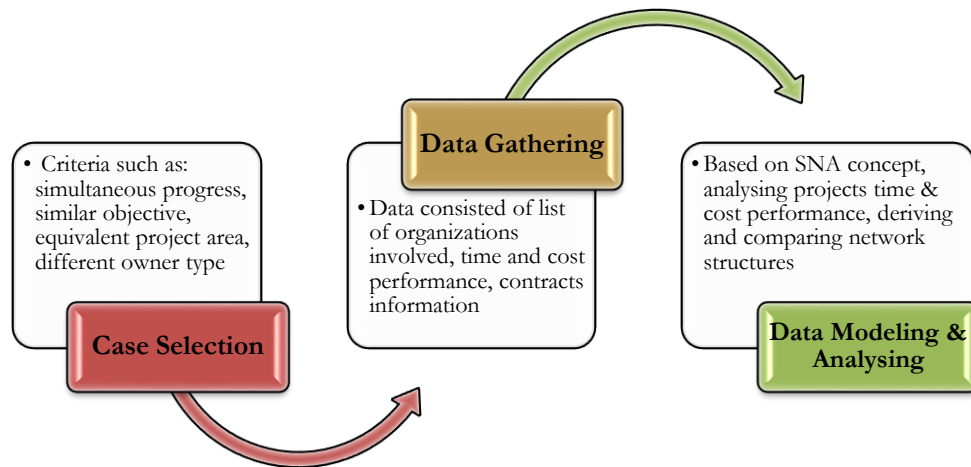 • Criteria such as:
simultaneous progress,
similar objective,
equivalent project area,
different owner type
Case Selection
Data Gathering
• Data consisted of list
of organizations
involved, time and cost
performance, contracts
information
• Based on SNA concept,
analysing projects time &
cost performance, deriving
and comparing network
structures
Data Modeling &
Analysing